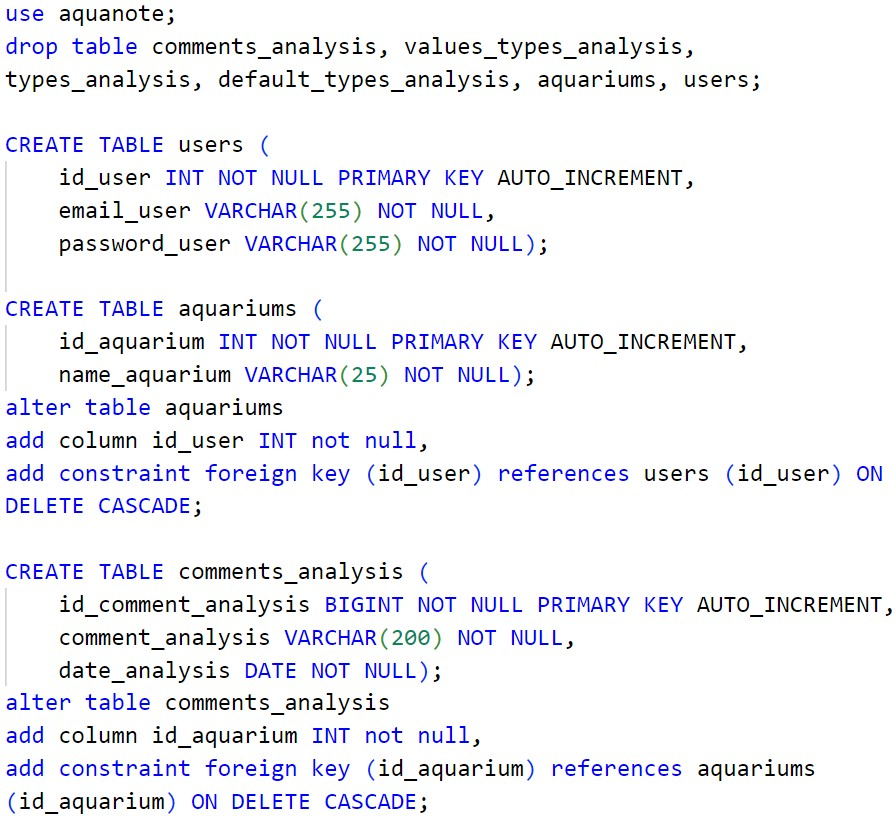 use aquanote;
drop table comments_analysis, values_types_analysis,
types_analysis, default_types_analysis, aquariums, users;
CREATE TABLE users (
id_user INT NOT NULL PRIMARY KEY AUTO_INCREMENT,
email_user VARCHAR(255) NOT NULL,
password_user VARCHAR(255) NOT NULL);
CREATE TABLE aquariums (
id_aquarium INT NOT NULL PRIMARY KEY AUTO_INCREMENT,
name_aquarium VARCHAR(25) NOT NULL);
alter table aquariums
add column id_user INT not null,
add constraint foreign key (id_user) references users (id_user) ON
DELETE CASCADE;
CREATE TABLE comments_analysis (
id_comment_analysis BIGINT NOT NULL PRIMARY KEY AUTO_INCREMENT,
comment_analysis VARCHAR(200) NOT NULL,
date_analysis DATE NOT NULL);
alter table comments_analysis
add column id_aquarium INT not null,
add constraint foreign key (id_aquarium) references aquariums
(id_aquarium) ON DELETE CASCADE;